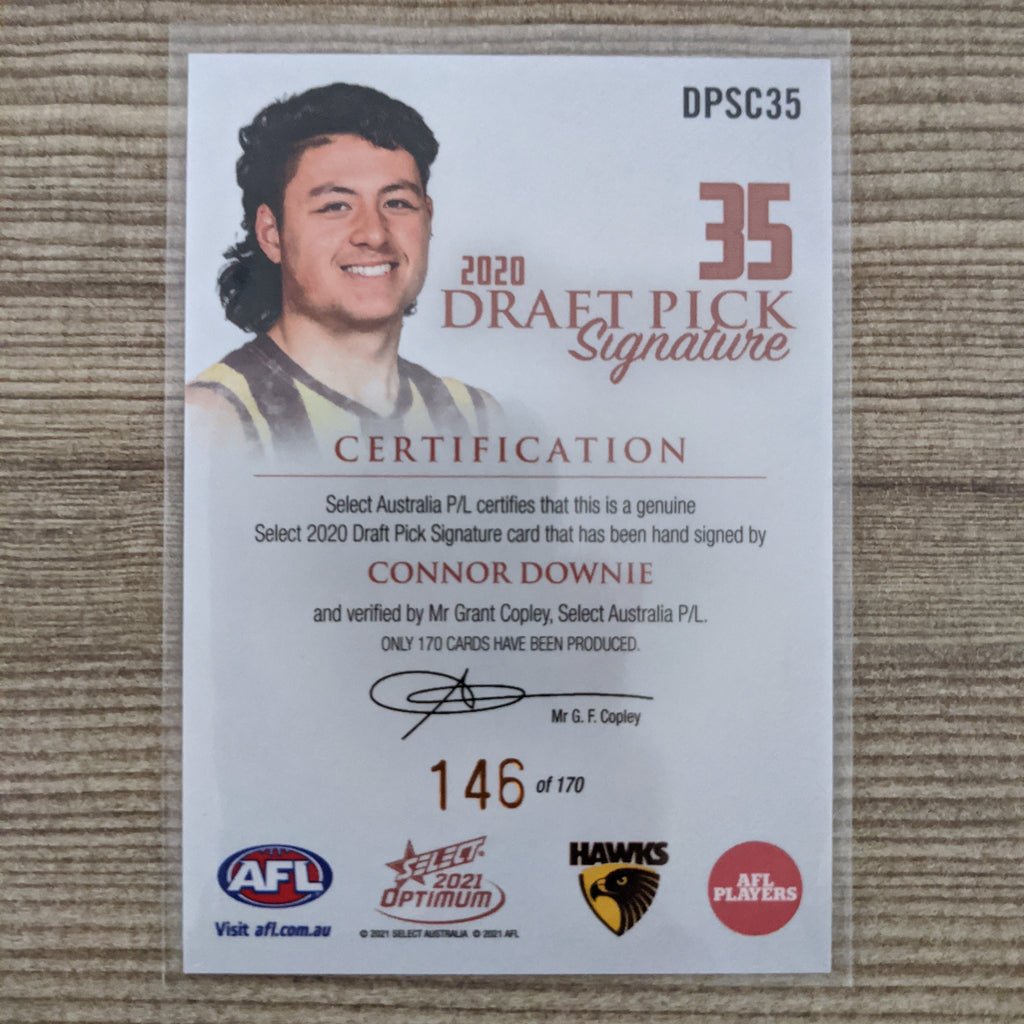 DPSC35
35
2020
DRAFT PICK
Signature
CERTIFICATION
Select Australia P/L certifies that this is a genuine
Select 2020 Draft Pick Signature card that has been hand signed by
CONNOR DOWNIE
and verified by Mr Grant Copley, Select Australia P/L.
ONLY 170 CARDS HAVE BEEN PRODUCED.
Mr G. F. Copley
146 of 170
AFL
Visit afl.com.au
SELECT
2021
OPTIMUM
© 2021 SELECT AUSTRALIA © 2021 AFL
HAWKS
AFL
PLAYERS